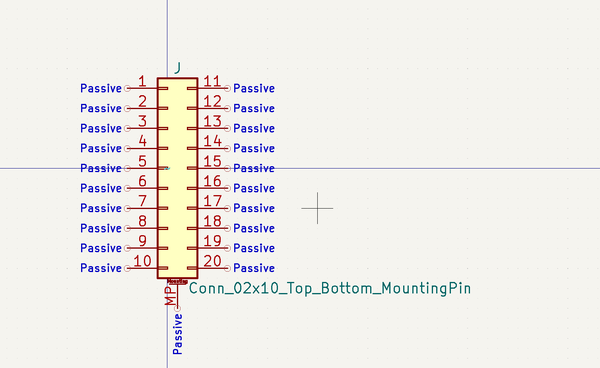 J
Passive 1 11 Passive
Passive 2 12 Passive
Passive 3 13 Passive
Passive 4 14 Passive
Passive 5 15 Passive
Passive 6 16 Passive
Passive 7 17 Passive
Passive 8 18 Passive
Passive 9 19 Passive
Passive 10 20 Passive
Mounting
MP
Conn_02x10_Top_Bottom_MountingPin
Passive